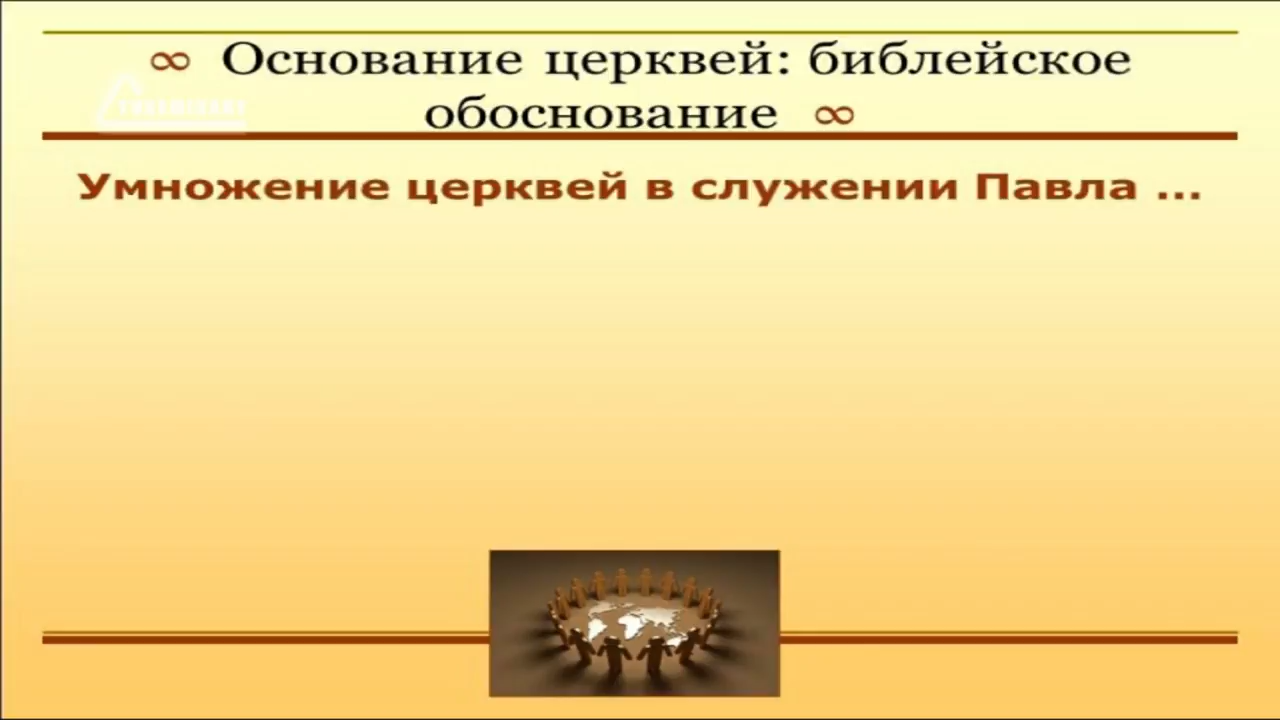 ∞ Основание церквей: библейское
обоснование ∞
Умножение церквей в служении Павла ...